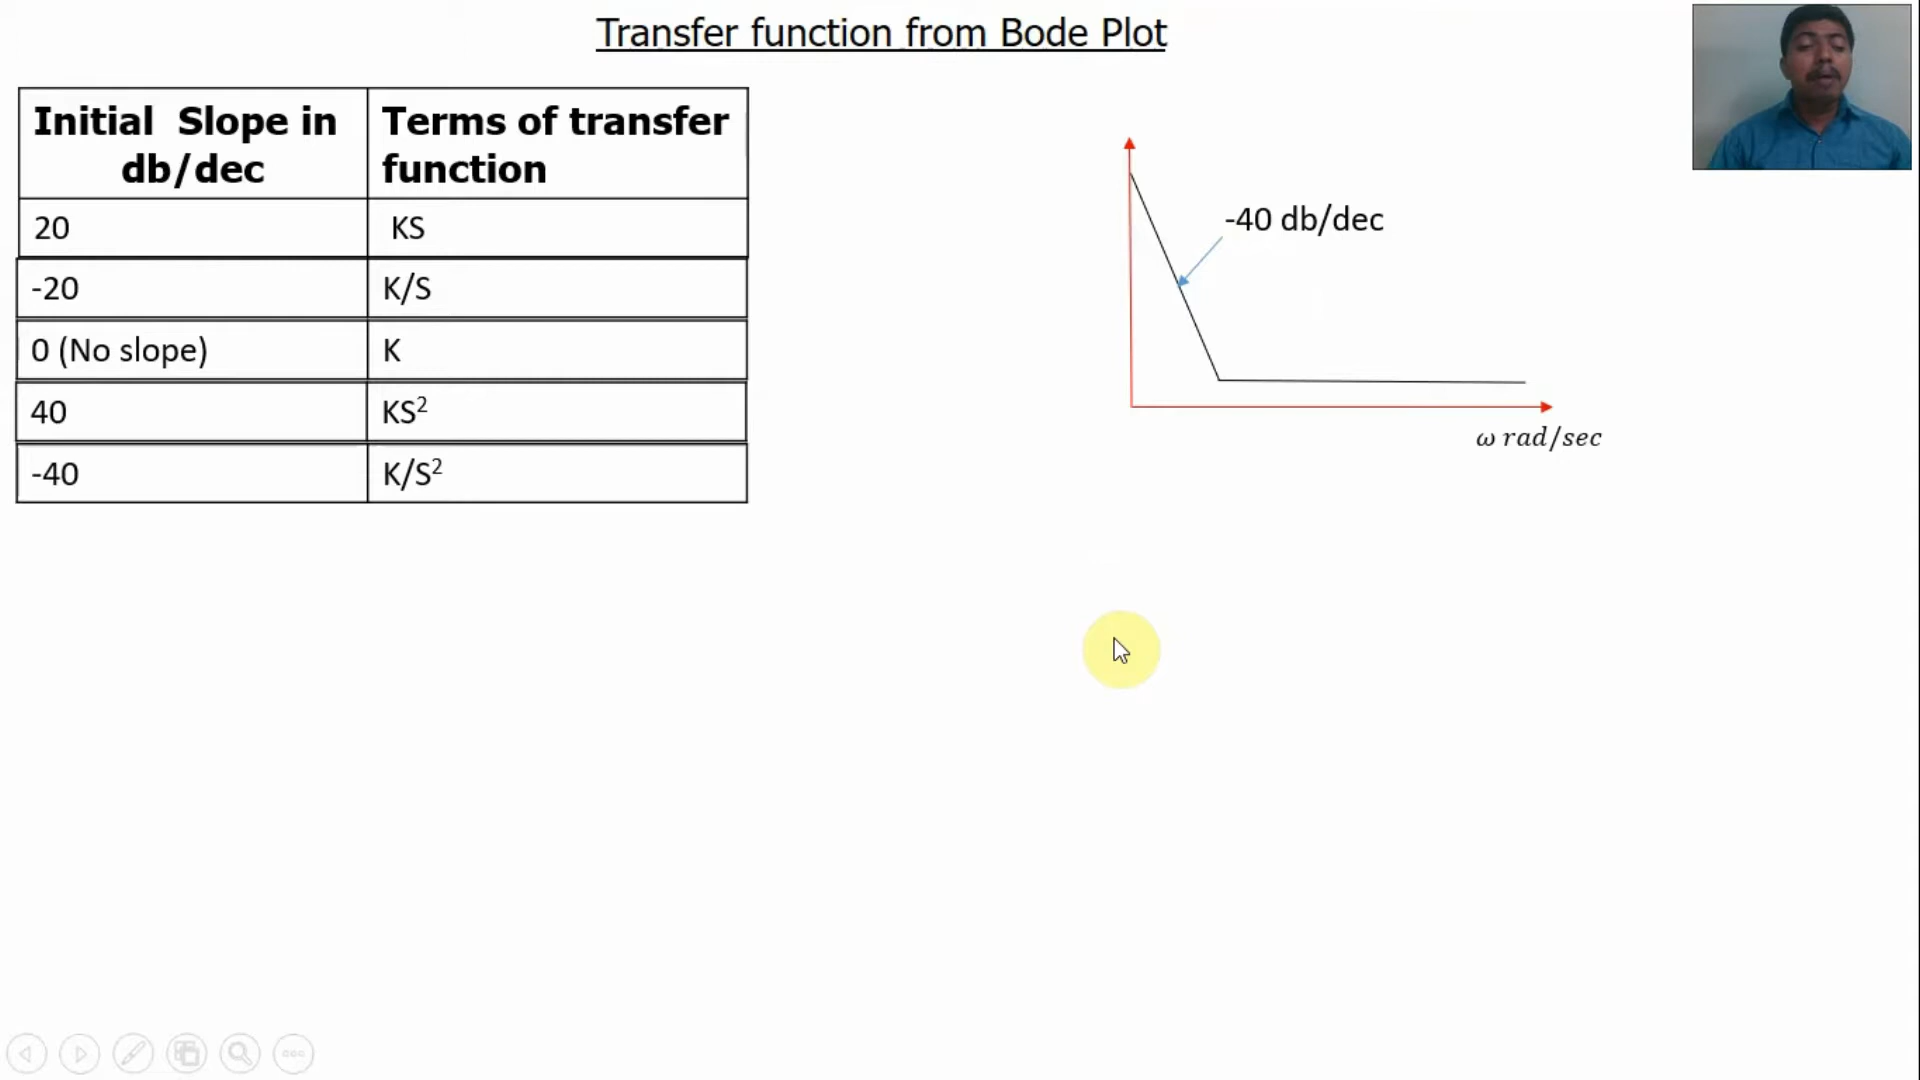 Transfer function from Bode Plot
Initial Slope in
db/dec
Terms of transfer
function
20
KS
-20
K/S
0 (No slope)
K
40
KS²
-40
K/S²
-40 db/dec
ω rad/sec